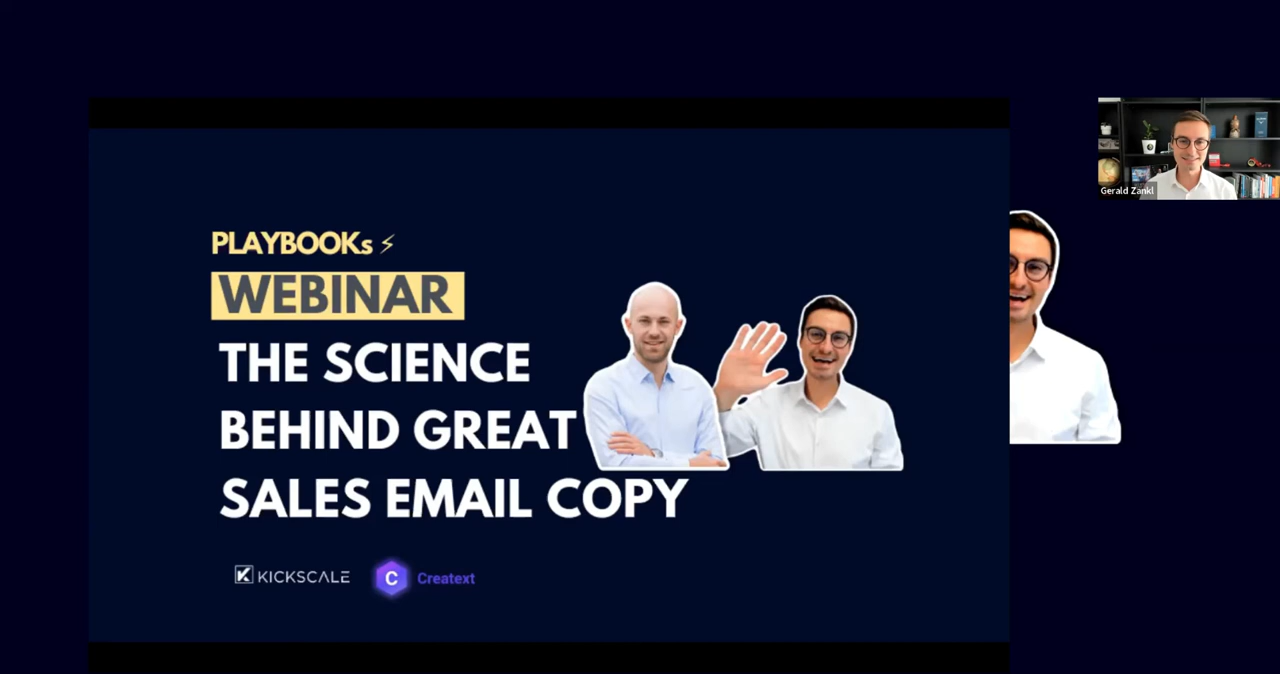 PLAYBOOKs ⚡
WEBINAR
THE SCIENCE
BEHIND GREAT
SALES EMAIL COPY
KICKSCALE
C Creatext
Gerald Zankl